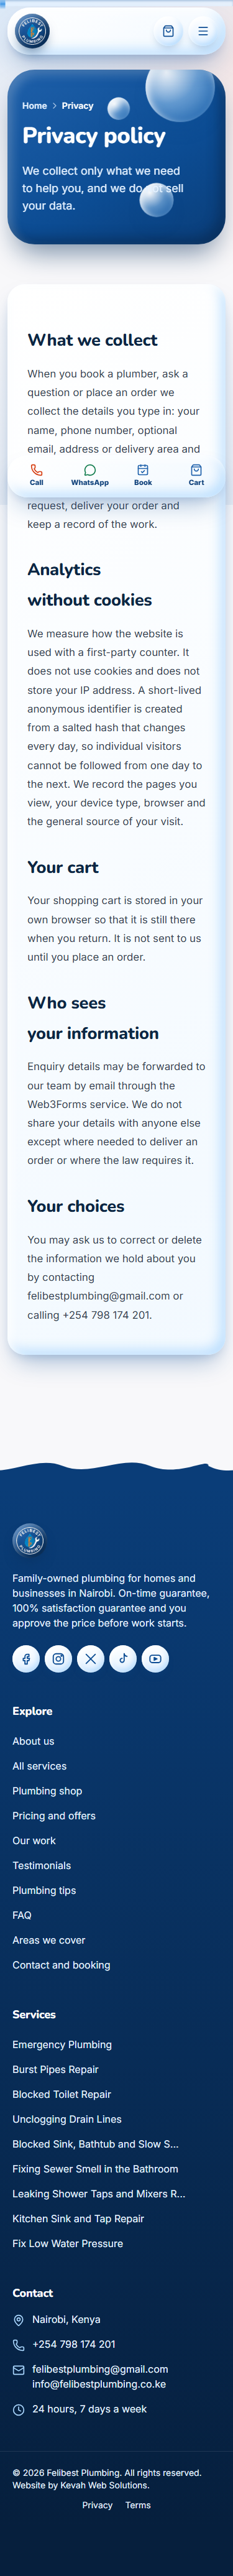 FELIBEST
PLUMBING
Home > Privacy
Privacy policy
We collect only what we need
to help you, and we do not sell
your data.
What we collect
When you book a plumber, ask a
question or place an order we
collect the details you type in: your
name, phone number, optional
email, address or delivery area and
Call
WhatsApp
Book
Cart
request, deliver your order and
keep a record of the work.
Analytics
without cookies
We measure how the website is
used with a first-party counter. It
does not use cookies and does not
store your IP address. A short-lived
anonymous identifier is created
from a salted hash that changes
every day, so individual visitors
cannot be followed from one day to
the next. We record the pages you
view, your device type, browser and
the general source of your visit.
Your cart
Your shopping cart is stored in your
own browser so that it is still there
when you return. It is not sent to us
until you place an order.
Who sees
your information
Enquiry details may be forwarded to
our team by email through the
Web3Forms service. We do not
share your details with anyone else
except where needed to deliver an
order or where the law requires it.
Your choices
You may ask us to correct or delete
the information we hold about you
by contacting
felibestplumbing@gmail.com or
calling +254 798 174 201.
FELIBEST
PLUMBING
Family-owned plumbing for homes and
businesses in Nairobi. On-time guarantee,
100% satisfaction guarantee and you
approve the price before work starts.
Explore
About us
All services
Plumbing shop
Pricing and offers
Our work
Testimonials
Plumbing tips
FAQ
Areas we cover
Contact and booking
Services
Emergency Plumbing
Burst Pipes Repair
Blocked Toilet Repair
Unclogging Drain Lines
Blocked Sink, Bathtub and Slow S...
Fixing Sewer Smell in the Bathroom
Leaking Shower Taps and Mixers R...
Kitchen Sink and Tap Repair
Fix Low Water Pressure
Contact
Nairobi, Kenya
+254 798 174 201
felibestplumbing@gmail.com
info@felibestplumbing.co.ke
24 hours, 7 days a week
© 2026 Felibest Plumbing. All rights reserved.
Website by Kevah Web Solutions.
Privacy Terms